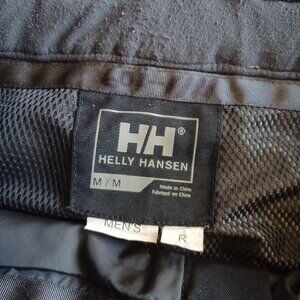 HH®
HELLY HANSEN
M/M
Made in China
Fabriqué en Chine
MEN'S
R